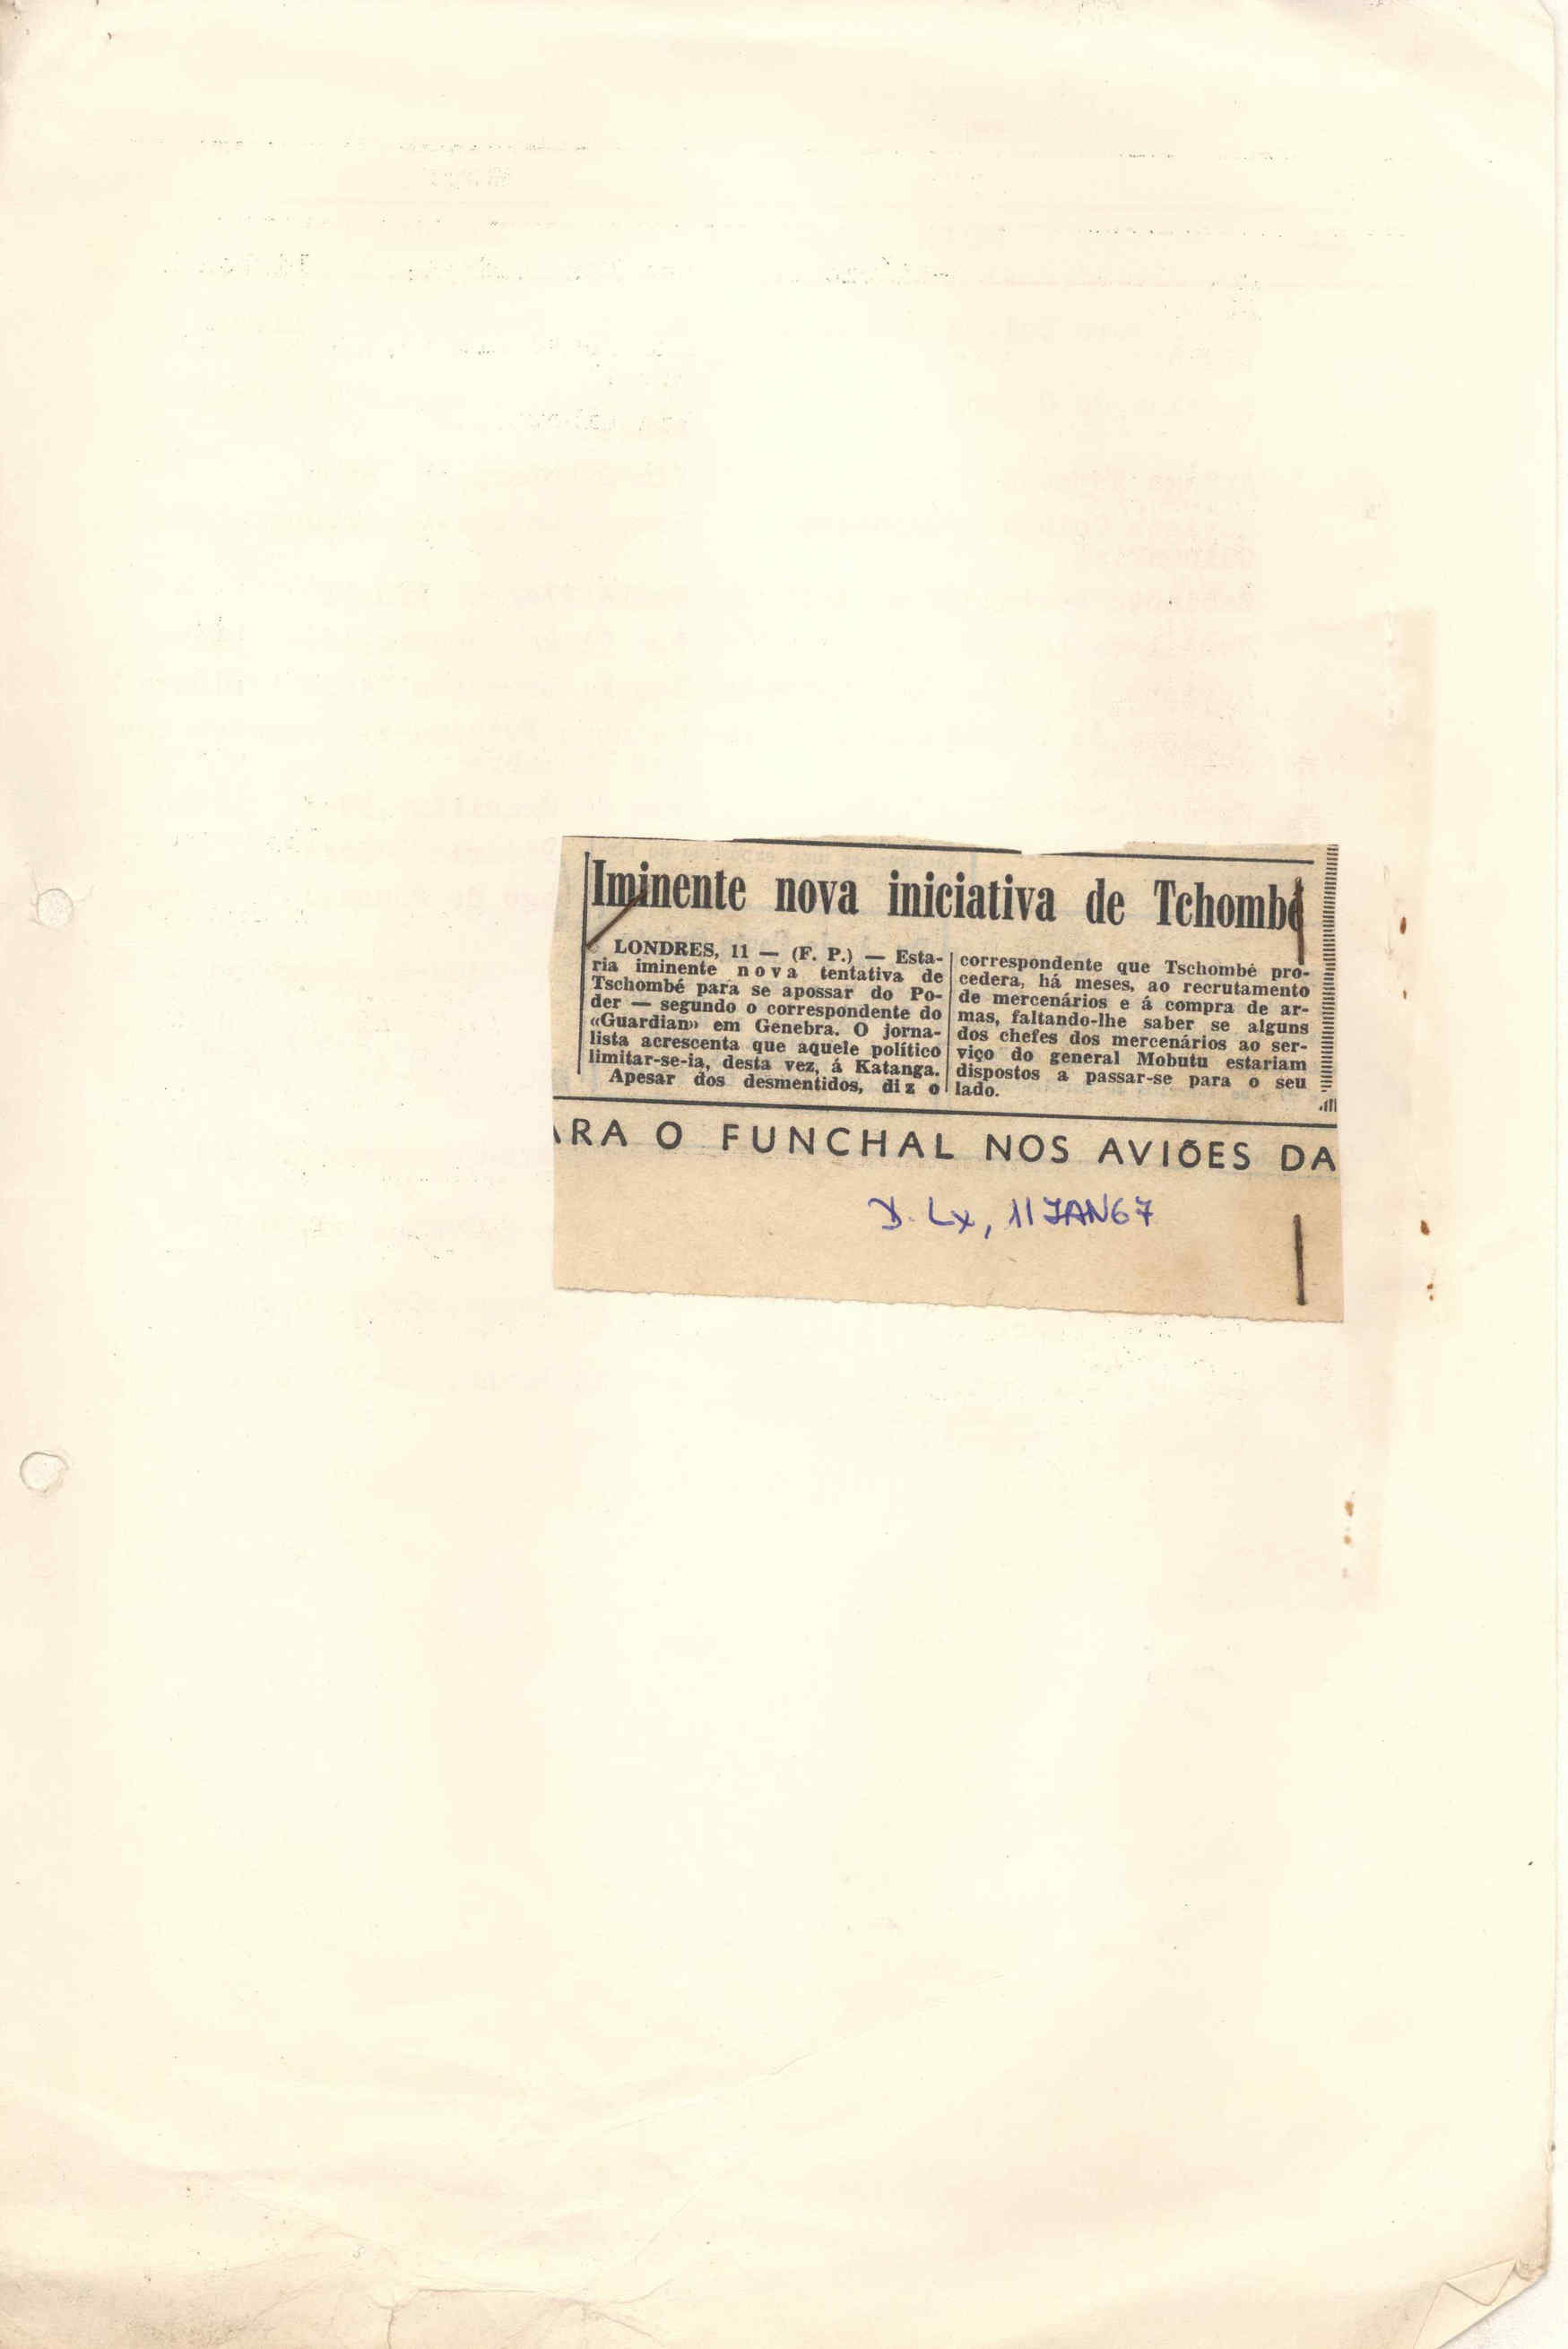 Iminente nova iniciativa de Tchombé
LONDRES, 11 — (F. P.) — Esta-
ria iminente nova tentativa de
Tschombé para se apossar do Po-
der — segundo o correspondente do
«Guardian» em Genebra. O jorna-
lista acrescenta que aquele político
limitar-se-ia, desta vez, á Katanga.
Apesar dos desmentidos, diz o
correspondente que Tschombé pro-
cedera, há meses, ao recrutamento
de mercenários e á compra de ar-
mas, faltando-lhe saber se alguns
dos chefes dos mercenários ao ser-
viço do general Mobutu estariam
dispostos a passar-se para o seu
lado.
ARA O FUNCHAL NOS AVIÕES DA
D. Lx, 11 JAN 67